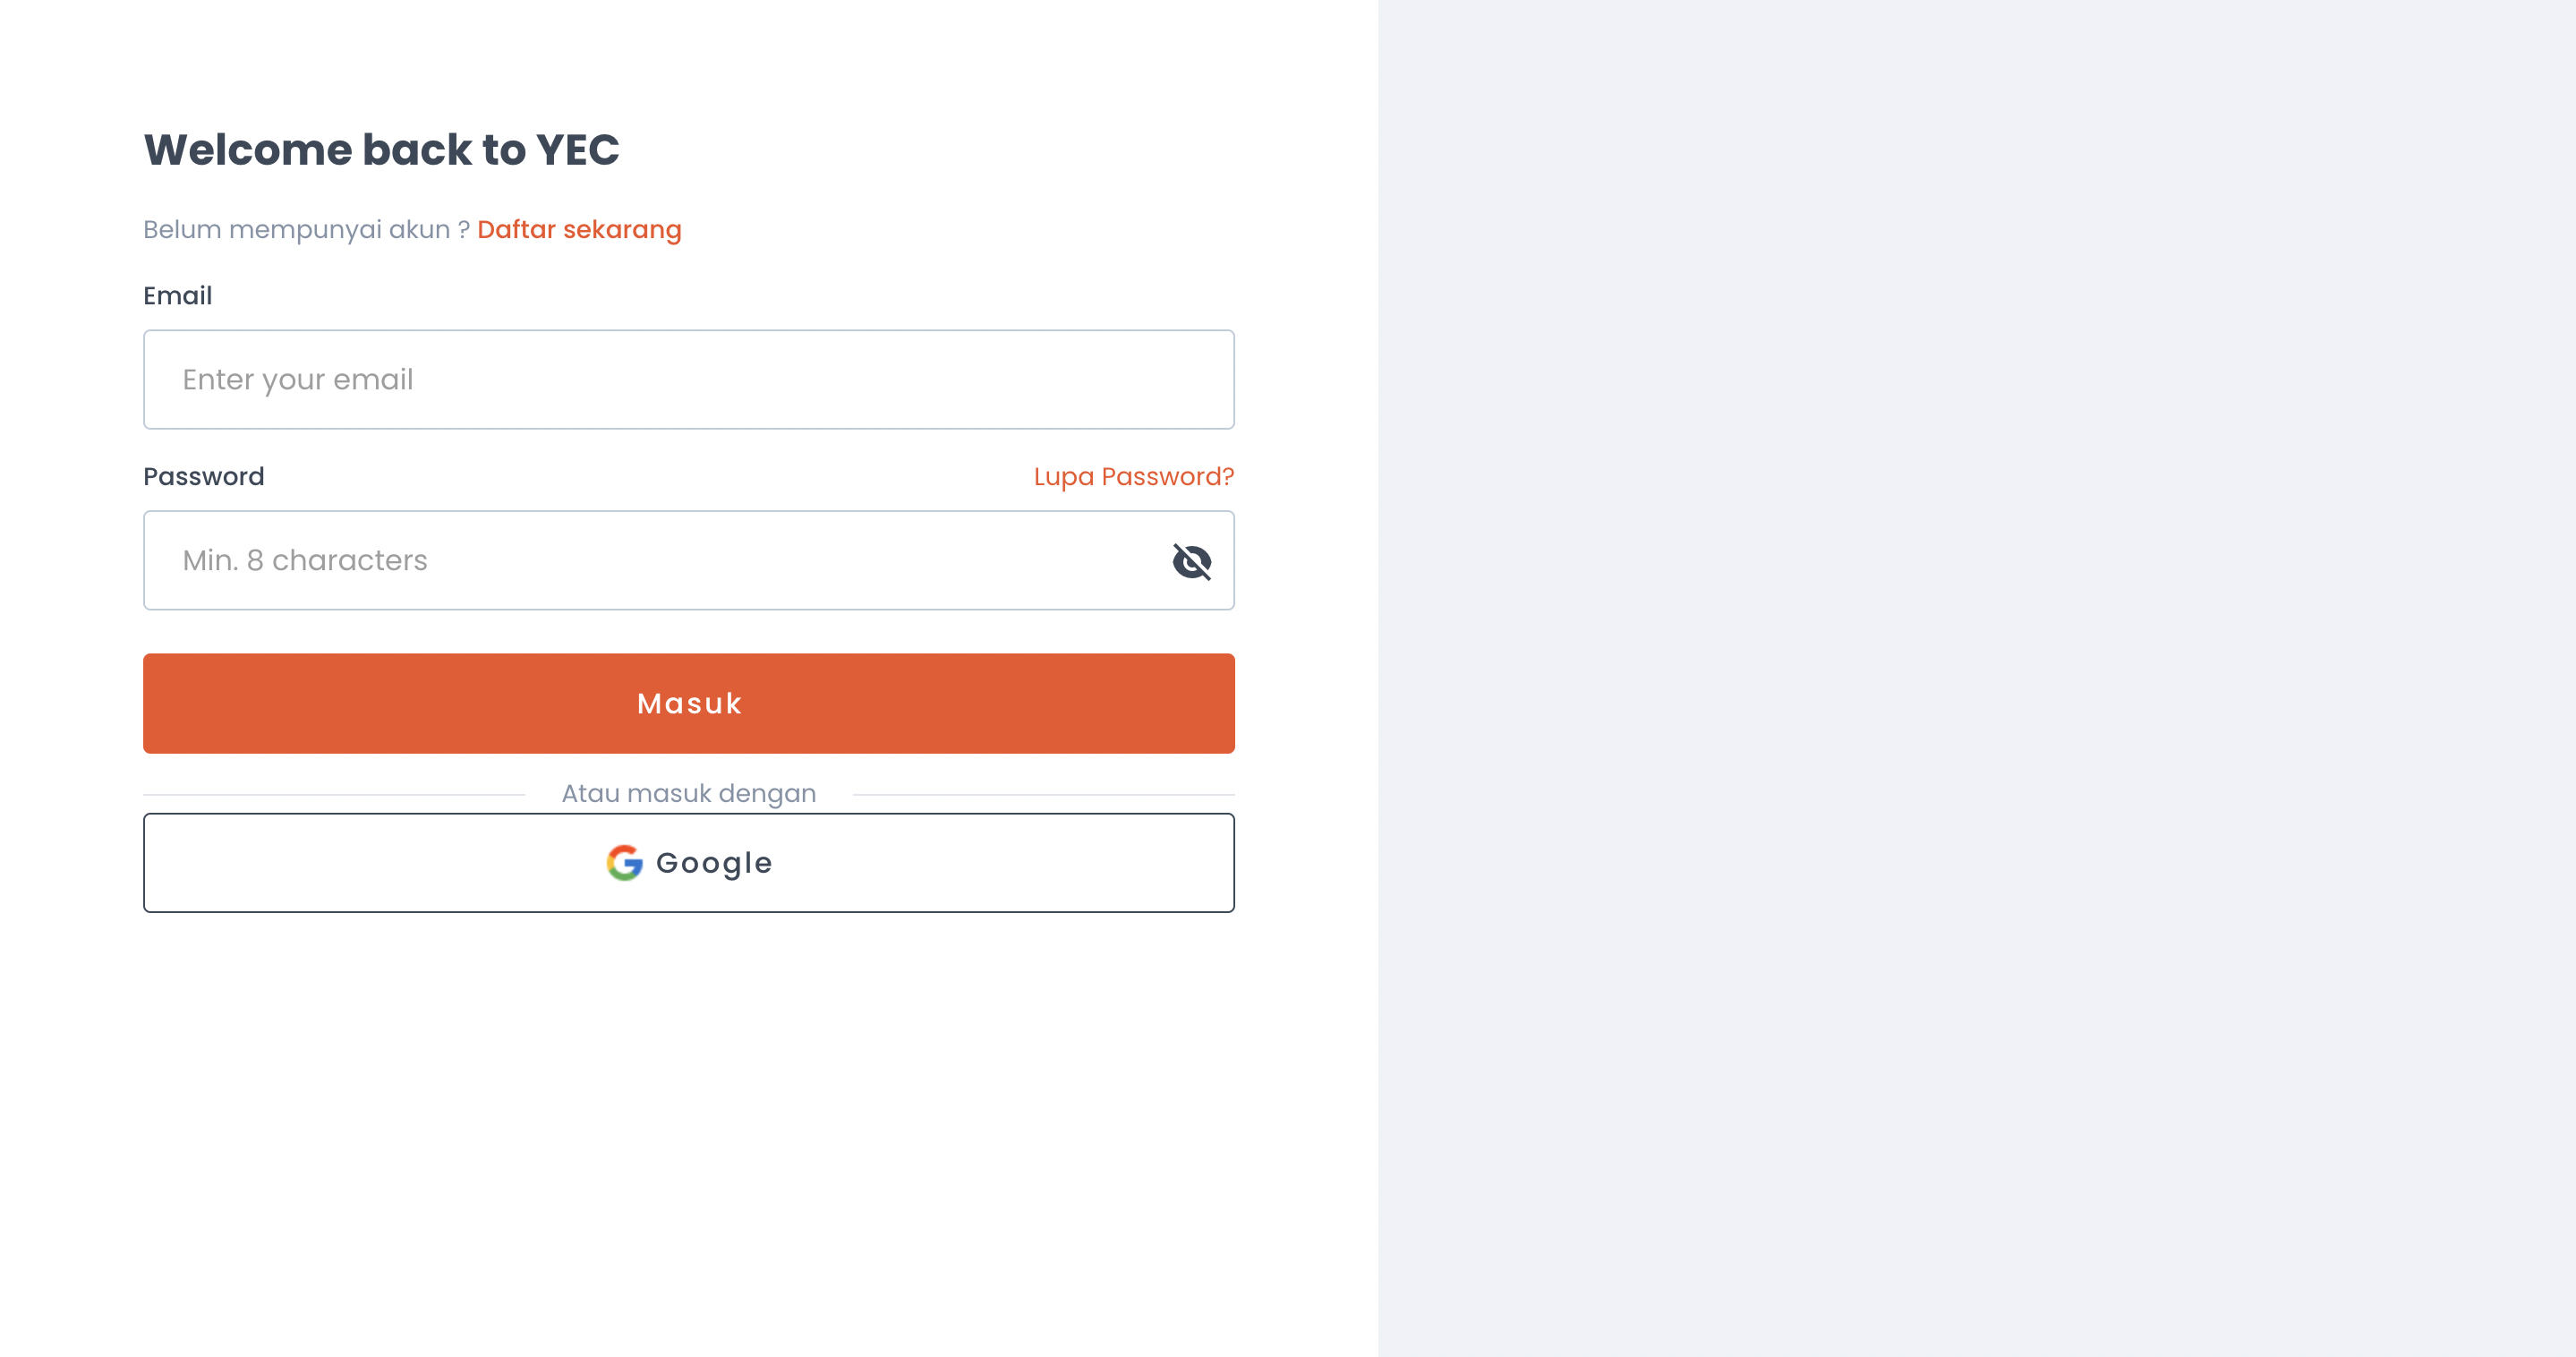 Welcome back to YEC
Belum mempunyai akun ? Daftar sekarang
Email
Enter your email
Password
Lupa Password?
Min. 8 characters
Masuk
Atau masuk dengan
Google